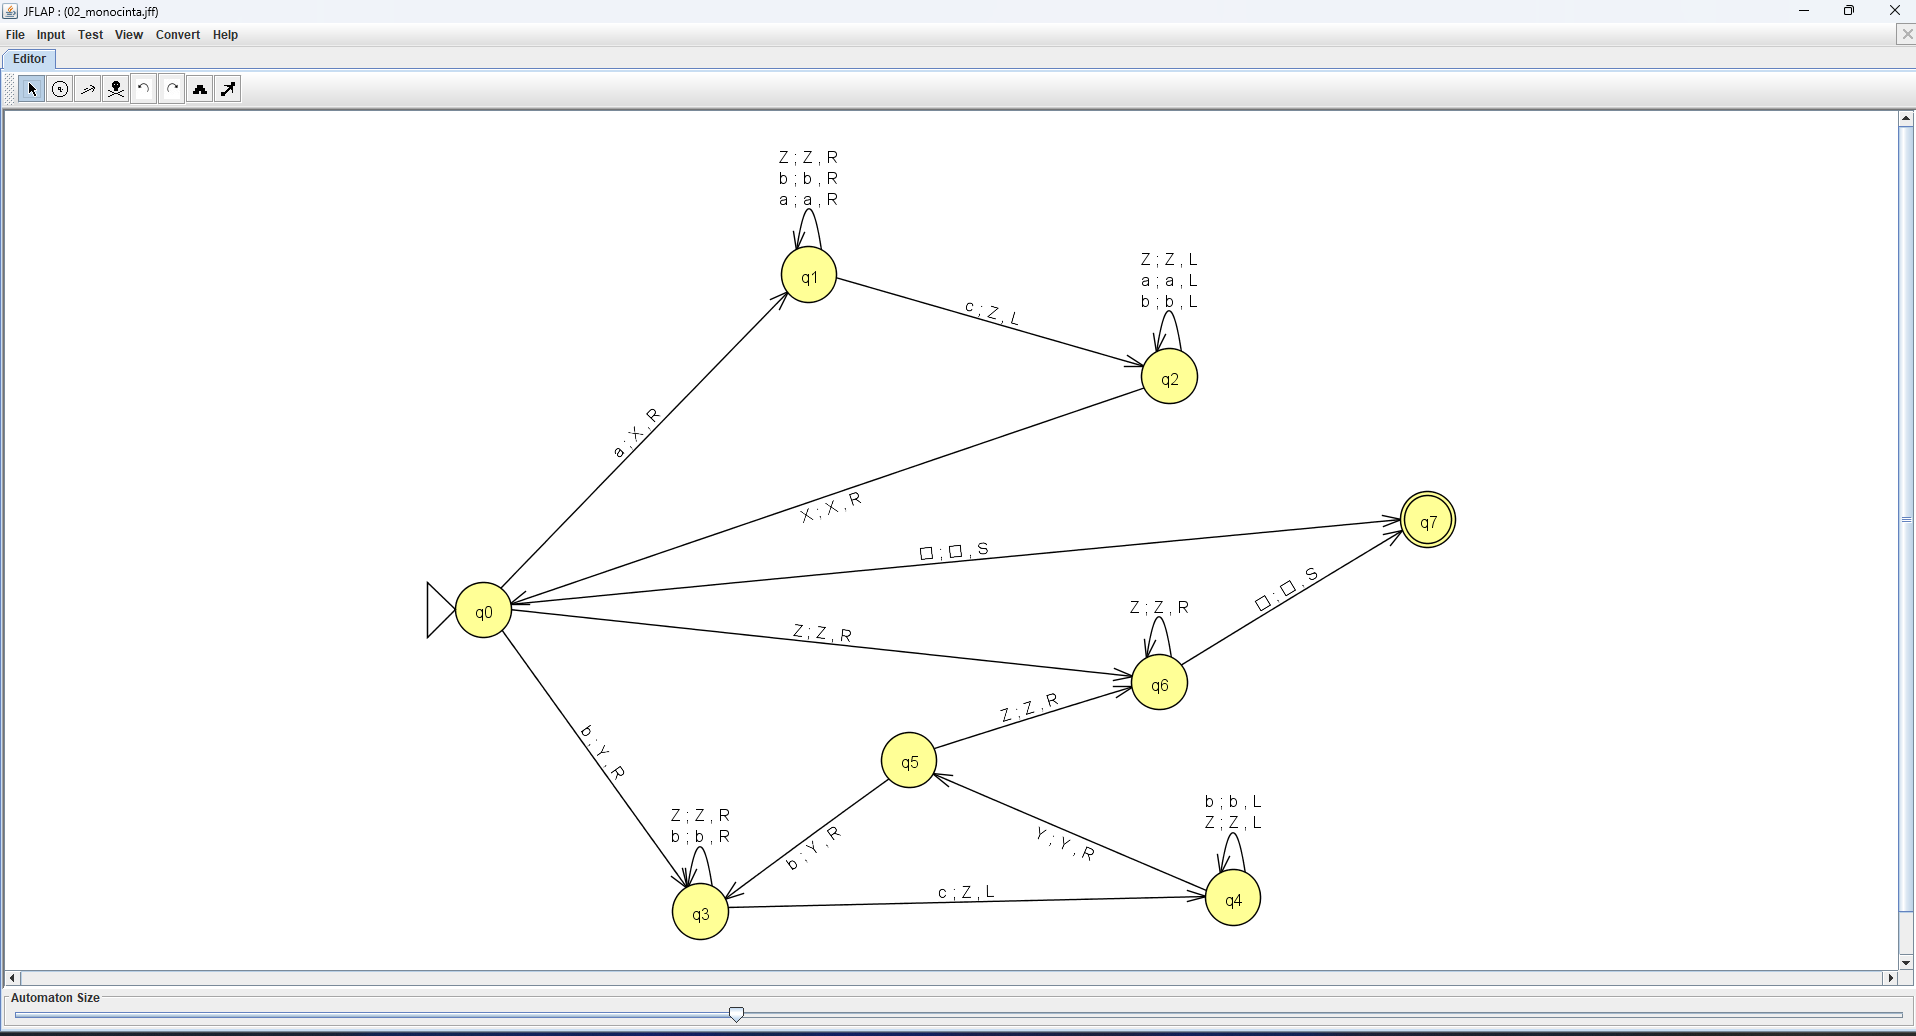 JFLAP : (02_monocinta.jff)
File Input Test View Convert Help
Editor
Z ; Z , R
b ; b , R
a ; a , R
q1
Z ; Z , L
a ; a , L
b ; b , L
c ; Z , L
q2
a ; X , R
X ; X , R
q7
□ ; □ , S
□ ; □ , S
q0
Z ; Z , R
Z ; Z , R
q6
Z ; Z , R
b ; Y , R
q5
Z ; Z , R
b ; b , R
b ; Y , R
Y ; Y , R
b ; b , L
Z ; Z , L
c ; Z , L
q3
q4
Automaton Size